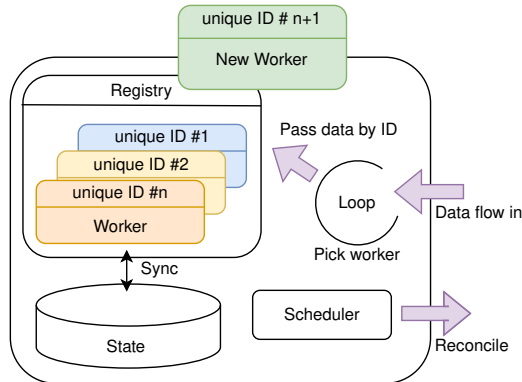 unique ID # n+1
New Worker
Registry
unique ID #1
unique ID #2
unique ID #n
Worker
Pass data by ID
Loop
Data flow in
Pick worker
Sync
State
Scheduler
Reconcile